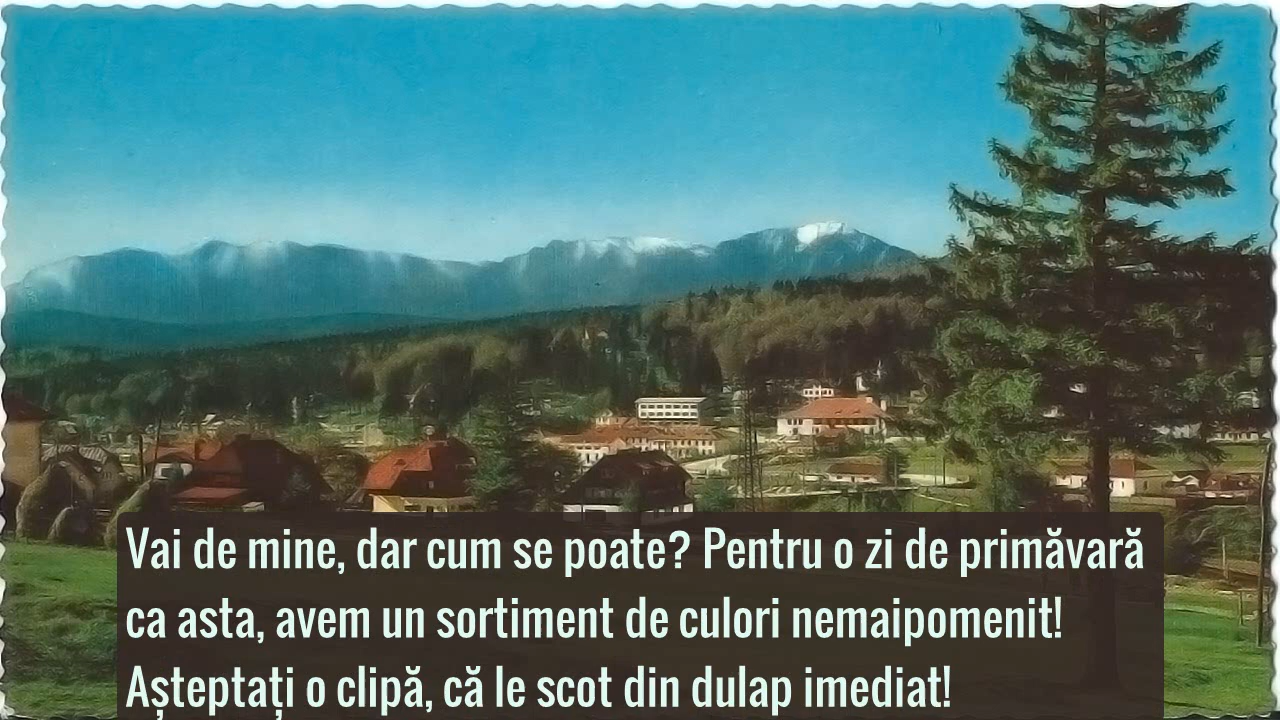 Vai de mine, dar cum se poate? Pentru o zi de primăvară
ca asta, avem un sortiment de culori nemaipomenit!
Așteptați o clipă, că le scot din dulap imediat!